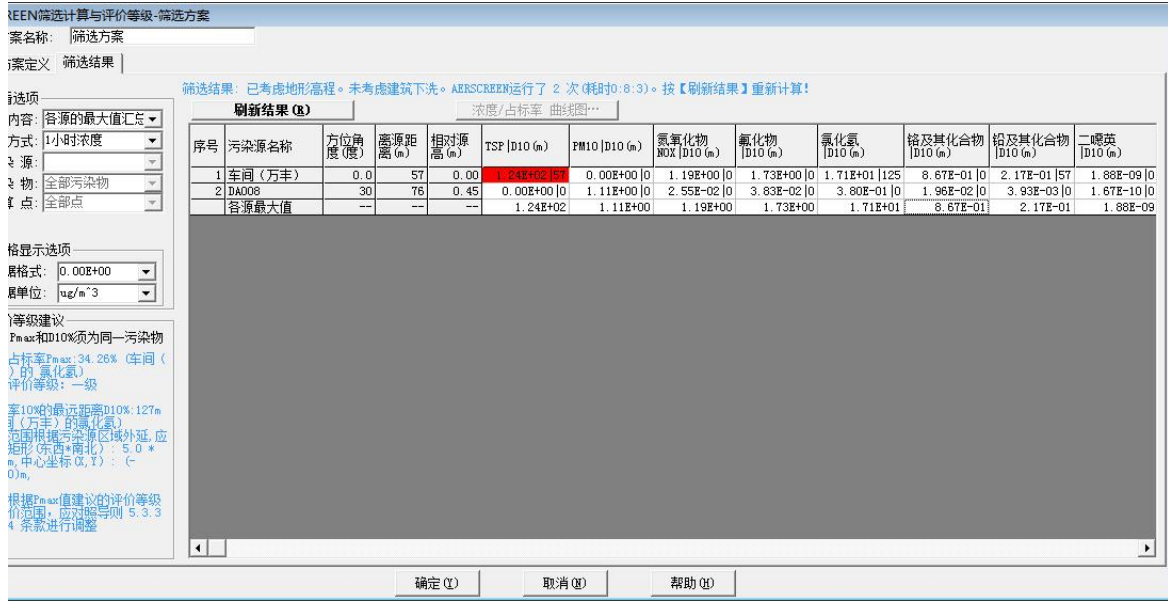 REEN筛选计算与评价等级-筛选方案
案名称: 筛选方案
方案定义 筛选结果
筛选结果: 已考虑地形高程。未考虑建筑下洗。AERSCREEN运行了 2 次(耗时0:8:3)。按【刷新结果】重新计算!
选项
刷新结果(R) 浓度/占标率 曲线图…
内容: 各源的最大值汇总
方式: 1小时浓度
源:
物: 全部污染物
点: 全部点
序号 污染源名称 方位角度(度) 离源距离(m) 相对源高(m) TSP|D10(m) PM10|D10(m) 氮氧化物NOX|D10(m) 氟化物|D10(m) 氯化氢|D10(m) 铬及其化合物|D10(m) 铅及其化合物|D10(m) 二噁英|D10(m)
1 车间(万丰) 0.0 57 0.00 1.24E+02|57 0.00E+00|0 1.19E+00|0 1.73E+00|0 1.71E+01|125 8.67E-01|0 2.17E-01|57 1.88E-09|0
2 DA008 30 76 0.45 0.00E+00|0 1.11E+00|0 2.55E-02|0 3.83E-02|0 3.80E-01|0 1.96E-02|0 3.93E-03|0 1.67E-10|0
各源最大值 -- -- -- 1.24E+02 1.11E+00 1.19E+00 1.73E+00 1.71E+01 8.67E-01 2.17E-01 1.88E-09
格显示选项
据格式: 0.00E+00
据单位: ug/m^3
价等级建议
Pmax和D10%须为同一污染物
占标率Pmax:34.26% (车间(
)的 氯化氢)
评价等级: 一级
率10%的最远距离D10%:127m
间(万丰)的氯化氢)
范围根据污染源区域外延,应
矩形(东西*南北): 5.0 *
m,中心坐标(X,Y): (-
0)m,
根据Pmax值建议的评价等级
价范围,应对照导则 5.3.3
4 条款进行调整
确定(Y) 取消(N) 帮助(H)